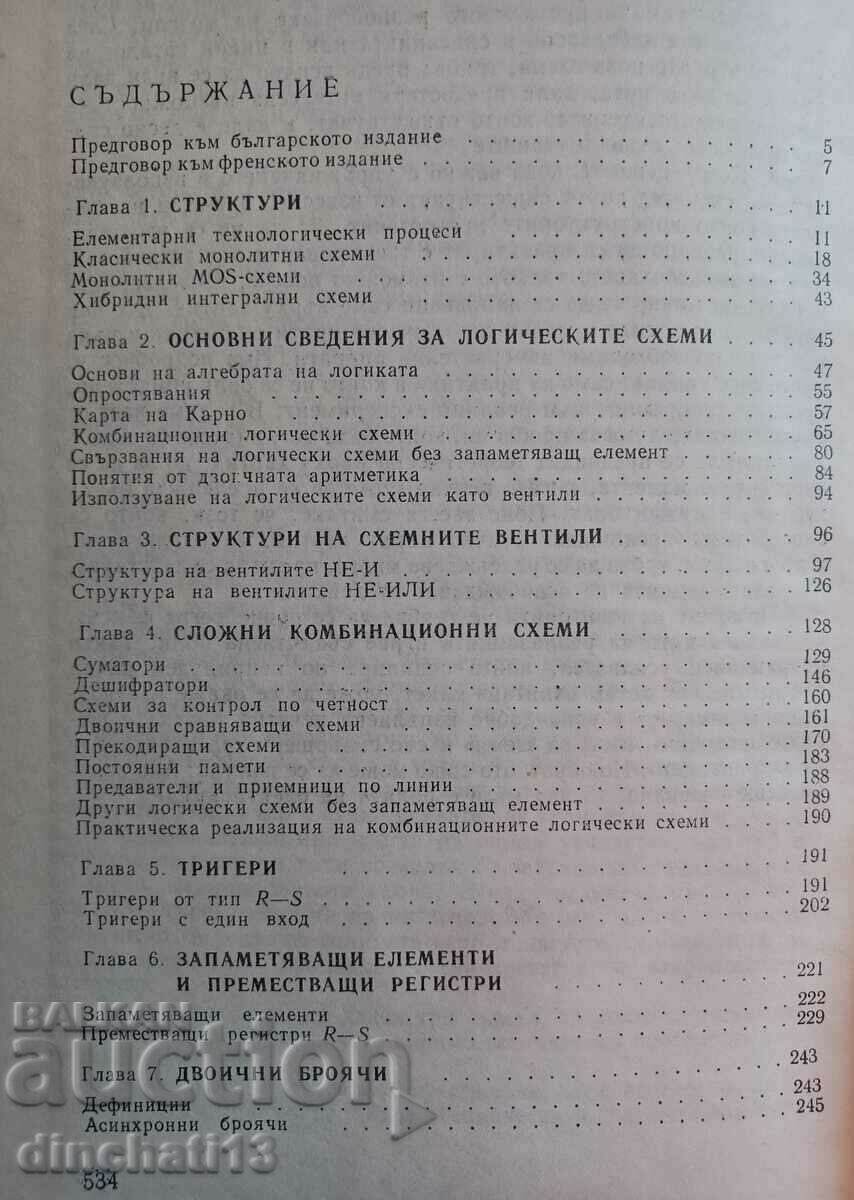 СЪДЪРЖАНИЕ
Предговор към българското издание . . . 5
Предговор към френското издание . . . 7
Глава 1. СТРУКТУРИ . . . 11
Елементарни технологически процеси . . . 11
Класически монолитни схеми . . . 18
Монолитни MOS-схеми . . . 34
Хибридни интегрални схеми . . . 43
Глава 2. ОСНОВНИ СВЕДЕНИЯ ЗА ЛОГИЧЕСКИТЕ СХЕМИ . . . 45
Основи на алгебрата на логиката . . . 47
Опростявания . . . 55
Карта на Карно . . . 57
Комбинационни логически схеми . . . 65
Свързвания на логически схеми без запаметяващ елемент . . . 80
Понятия от двоичната аритметика . . . 84
Използуване на логическите схеми като вентили . . . 94
Глава 3. СТРУКТУРИ НА СХЕМНИТЕ ВЕНТИЛИ . . . 96
Структура на вентилите НЕ-И . . . 97
Структура на вентилите НЕ-ИЛИ . . . 126
Глава 4. СЛОЖНИ КОМБИНАЦИОННИ СХЕМИ . . . 128
Суматори . . . 129
Дешифратори . . . 146
Схеми за контрол по четност . . . 160
Двоични сравняващи схеми . . . 161
Прекодиращи схеми . . . 170
Постоянни памети . . . 183
Предаватели и приемници по линии . . . 188
Други логически схеми без запаметяващ елемент . . . 189
Практическа реализация на комбинационните логически схеми . . . 190
Глава 5. ТРИГЕРИ . . . 191
Тригери от тип R—S . . . 191
Тригери с един вход . . . 202
Глава 6. ЗАПАМЕТЯВАЩИ ЕЛЕМЕНТИ
И ПРЕМЕСТВАЩИ РЕГИСТРИ . . . 221
Запаметяващи елементи . . . 222
Преместващи регистри R—S . . . 229
Глава 7. ДВОИЧНИ БРОЯЧИ . . . 243
Дефиниции . . . 243
Асинхронни броячи . . . 245
534
BALKAN
auction
dinchati13